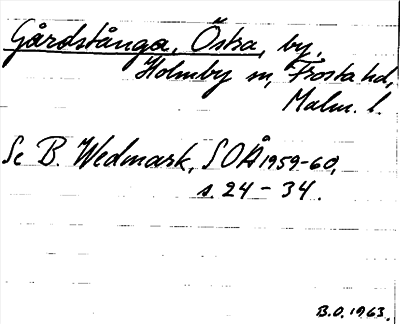 Gårdstånga, Östra, by,
Holmby sn, Frosta hd,
Malm. l.
Se B. Wedmark, SOÅ 1959-60,
s. 24 - 34.
B.O. 1963.